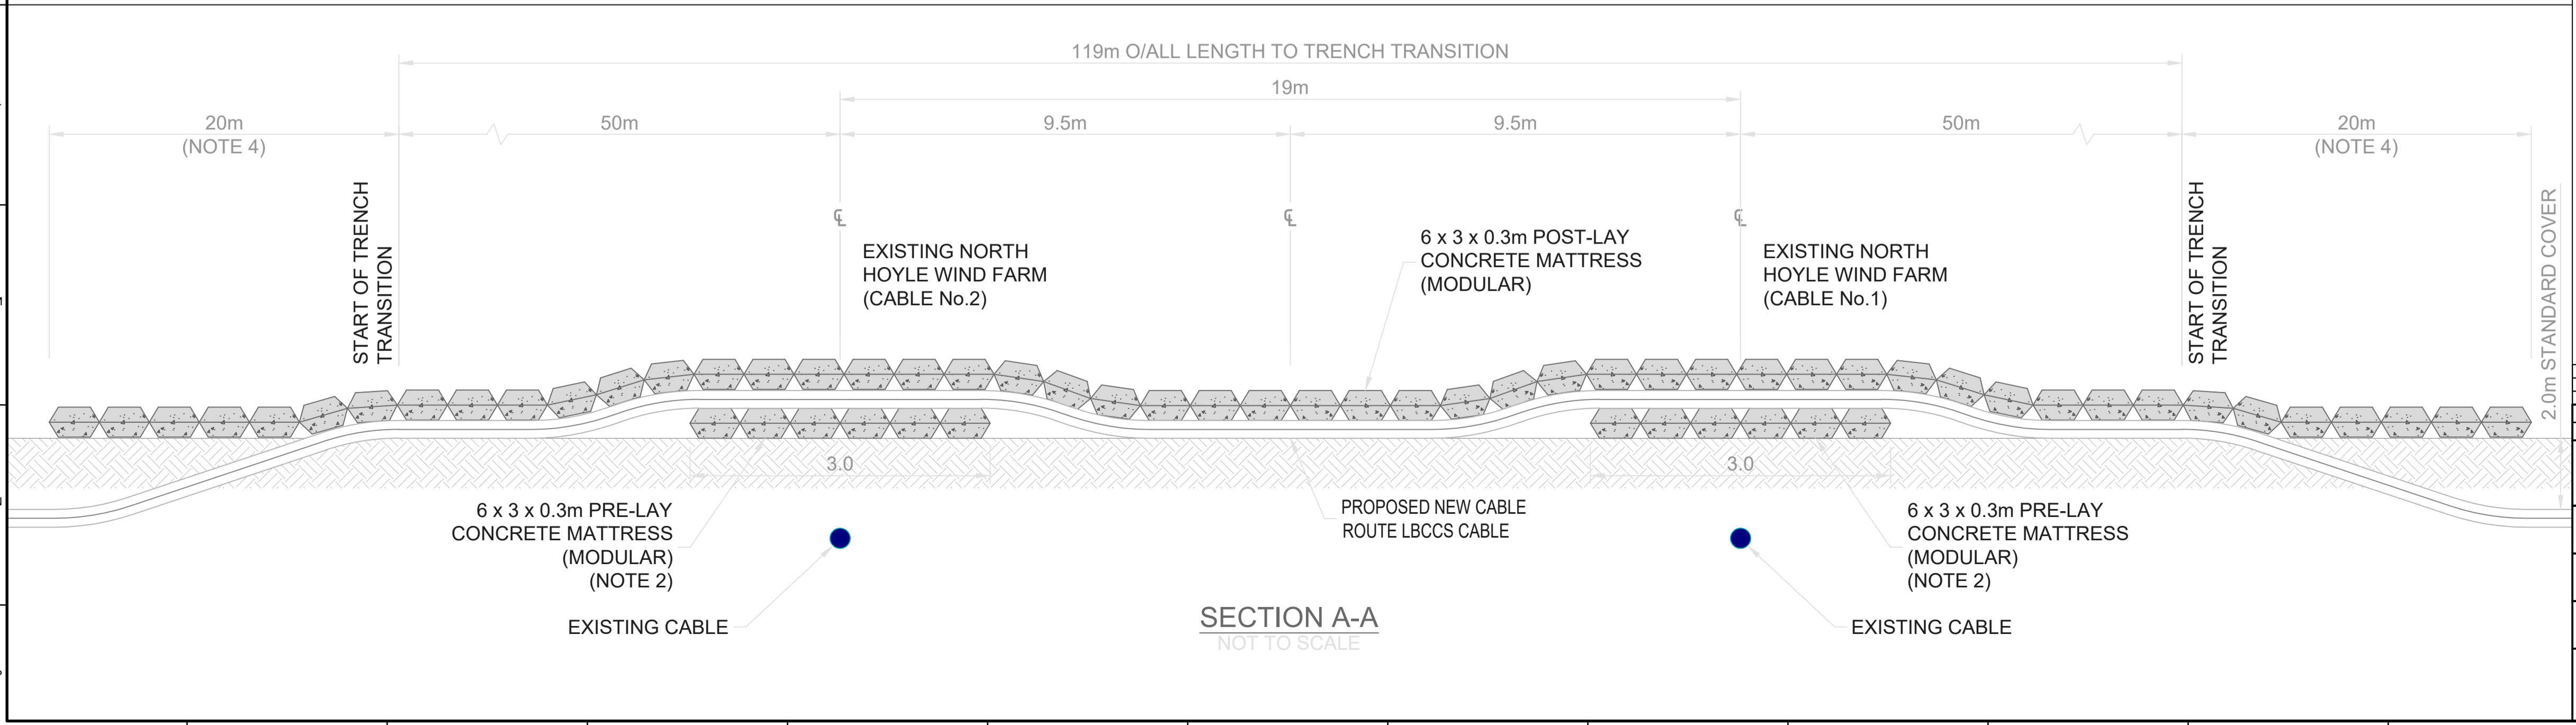 119m O/ALL LENGTH TO TRENCH TRANSITION
19m
20m
(NOTE 4)
50m
9.5m
9.5m
50m
20m
(NOTE 4)
START OF TRENCH
TRANSITION
℄
EXISTING NORTH
HOYLE WIND FARM
(CABLE No.2)
℄
6 x 3 x 0.3m POST-LAY
CONCRETE MATTRESS
(MODULAR)
℄
EXISTING NORTH
HOYLE WIND FARM
(CABLE No.1)
START OF TRENCH
TRANSITION
2.0m STANDARD COVER
3.0
3.0
6 x 3 x 0.3m PRE-LAY
CONCRETE MATTRESS
(MODULAR)
(NOTE 2)
EXISTING CABLE
PROPOSED NEW CABLE
ROUTE LBCCS CABLE
6 x 3 x 0.3m PRE-LAY
CONCRETE MATTRESS
(MODULAR)
(NOTE 2)
EXISTING CABLE
SECTION A-A
NOT TO SCALE